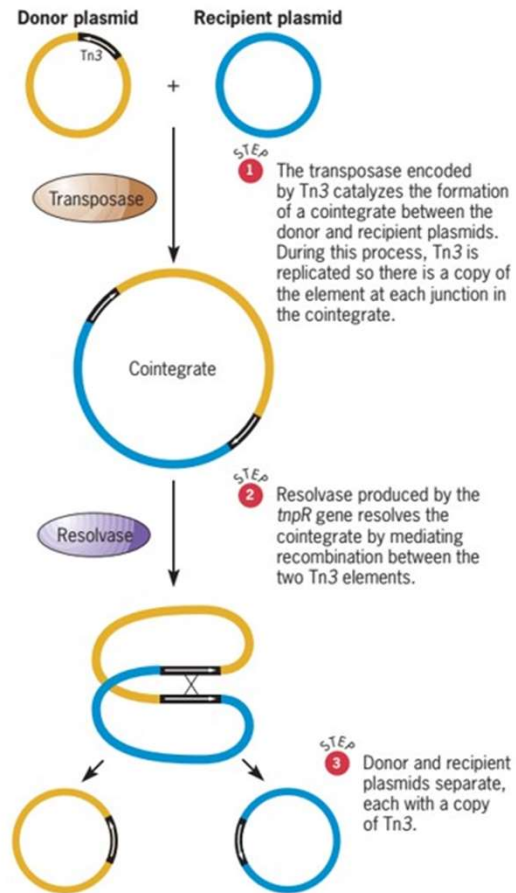 Donor plasmid
Recipient plasmid
Tn3
+
STEP
1
The transposase encoded
by Tn3 catalyzes the formation
of a cointegrate between the
donor and recipient plasmids.
During this process, Tn3 is
replicated so there is a copy of
the element at each junction in
the cointegrate.
Transposase
Cointegrate
STEP
2
Resolvase produced by the
tnpR gene resolves the
cointegrate by mediating
recombination between the
two Tn3 elements.
Resolvase
STEP
3
Donor and recipient
plasmids separate,
each with a copy
of Tn3.